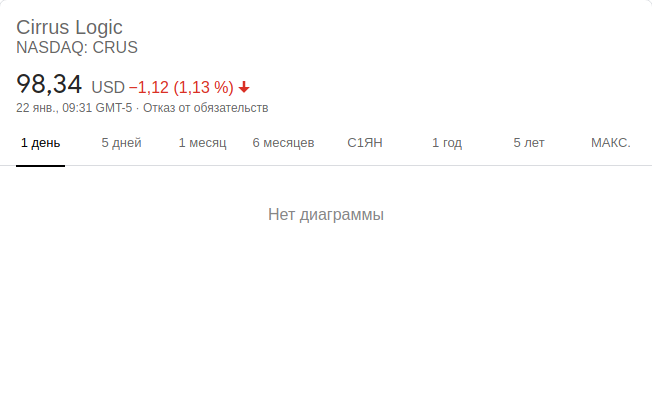 Cirrus Logic
NASDAQ: CRUS
98,34 USD −1,12 (1,13 %)
22 янв., 09:31 GMT-5 · Отказ от обязательств
1 день 5 дней 1 месяц 6 месяцев С1ЯН 1 год 5 лет МАКС.
Нет диаграммы